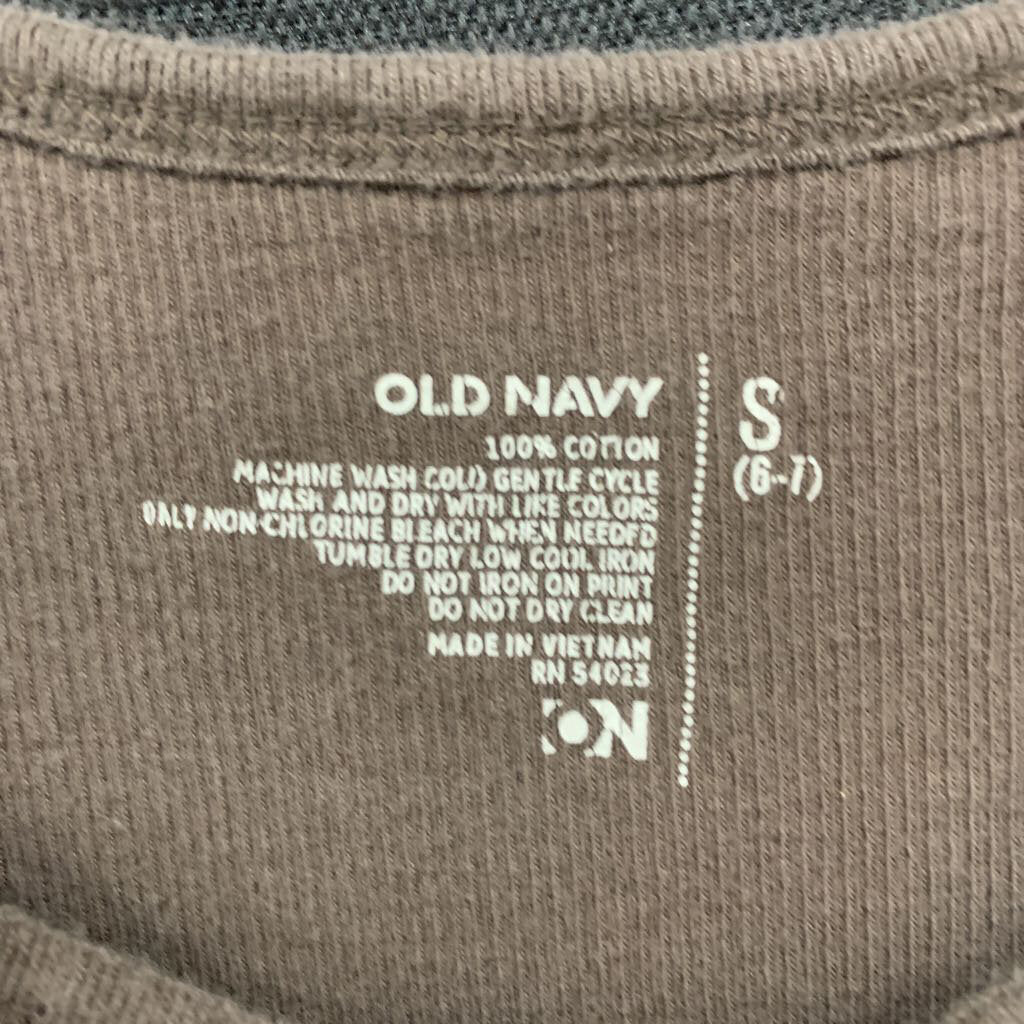 OLD NAVY
100% COTTON
MACHINE WASH COLD GENTLE CYCLE
WASH AND DRY WITH LIKE COLORS
ONLY NON-CHLORINE BLEACH WHEN NEEDED
TUMBLE DRY LOW COOL IRON
DO NOT IRON ON PRINT
DO NOT DRY CLEAN
MADE IN VIETNAM
RN 54023
S
(6-7)